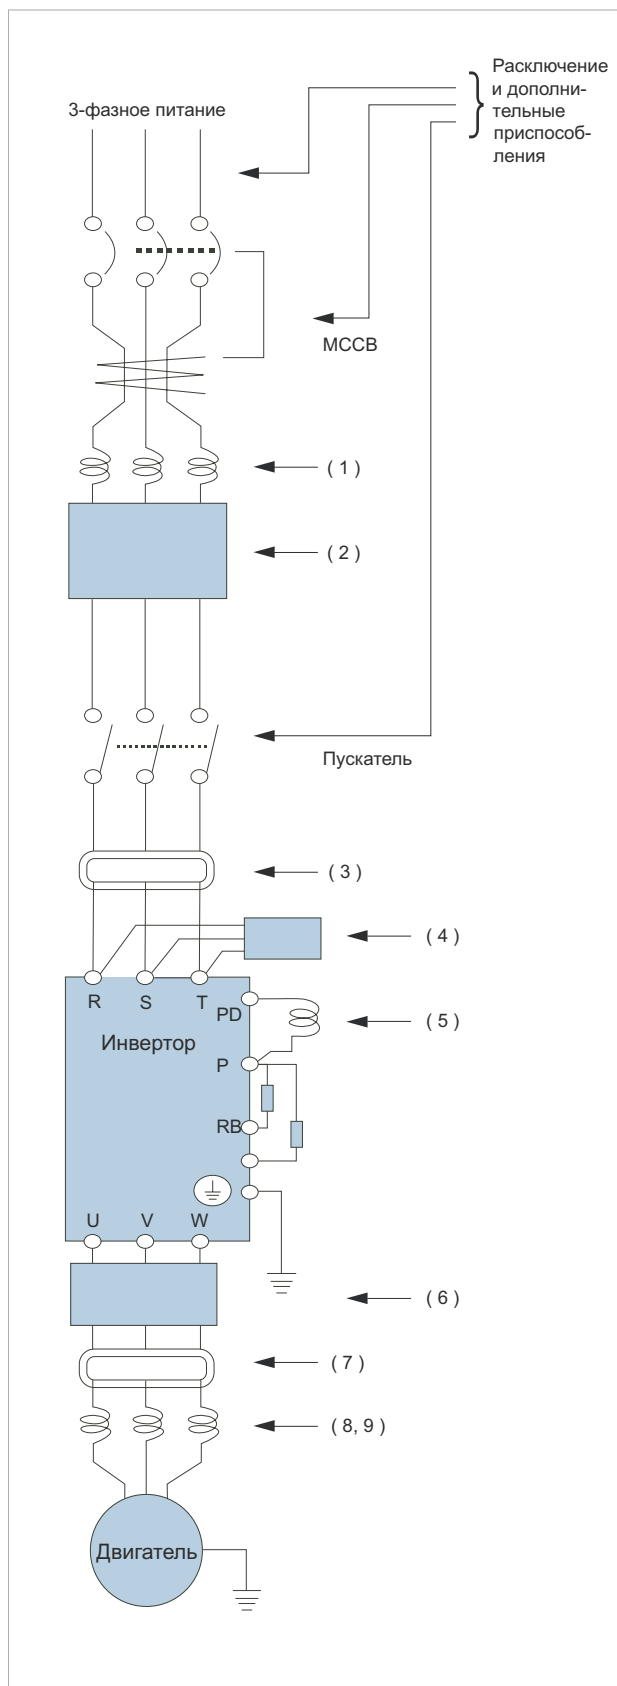 Расключение
и дополни-
тельные
приспособ-
ления
3-фазное питание
МССВ
( 1 )
( 2 )
Пускатель
( 3 )
( 4 )
R S T
PD
( 5 )
Инвертор
P
RB
U V W
( 6 )
( 7 )
( 8, 9 )
Двигатель